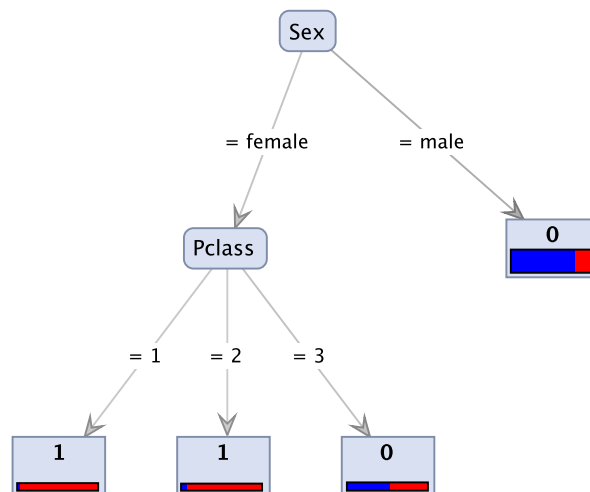 Sex
= female
= male
0
Pclass
= 1
= 2
= 3
1
1
0